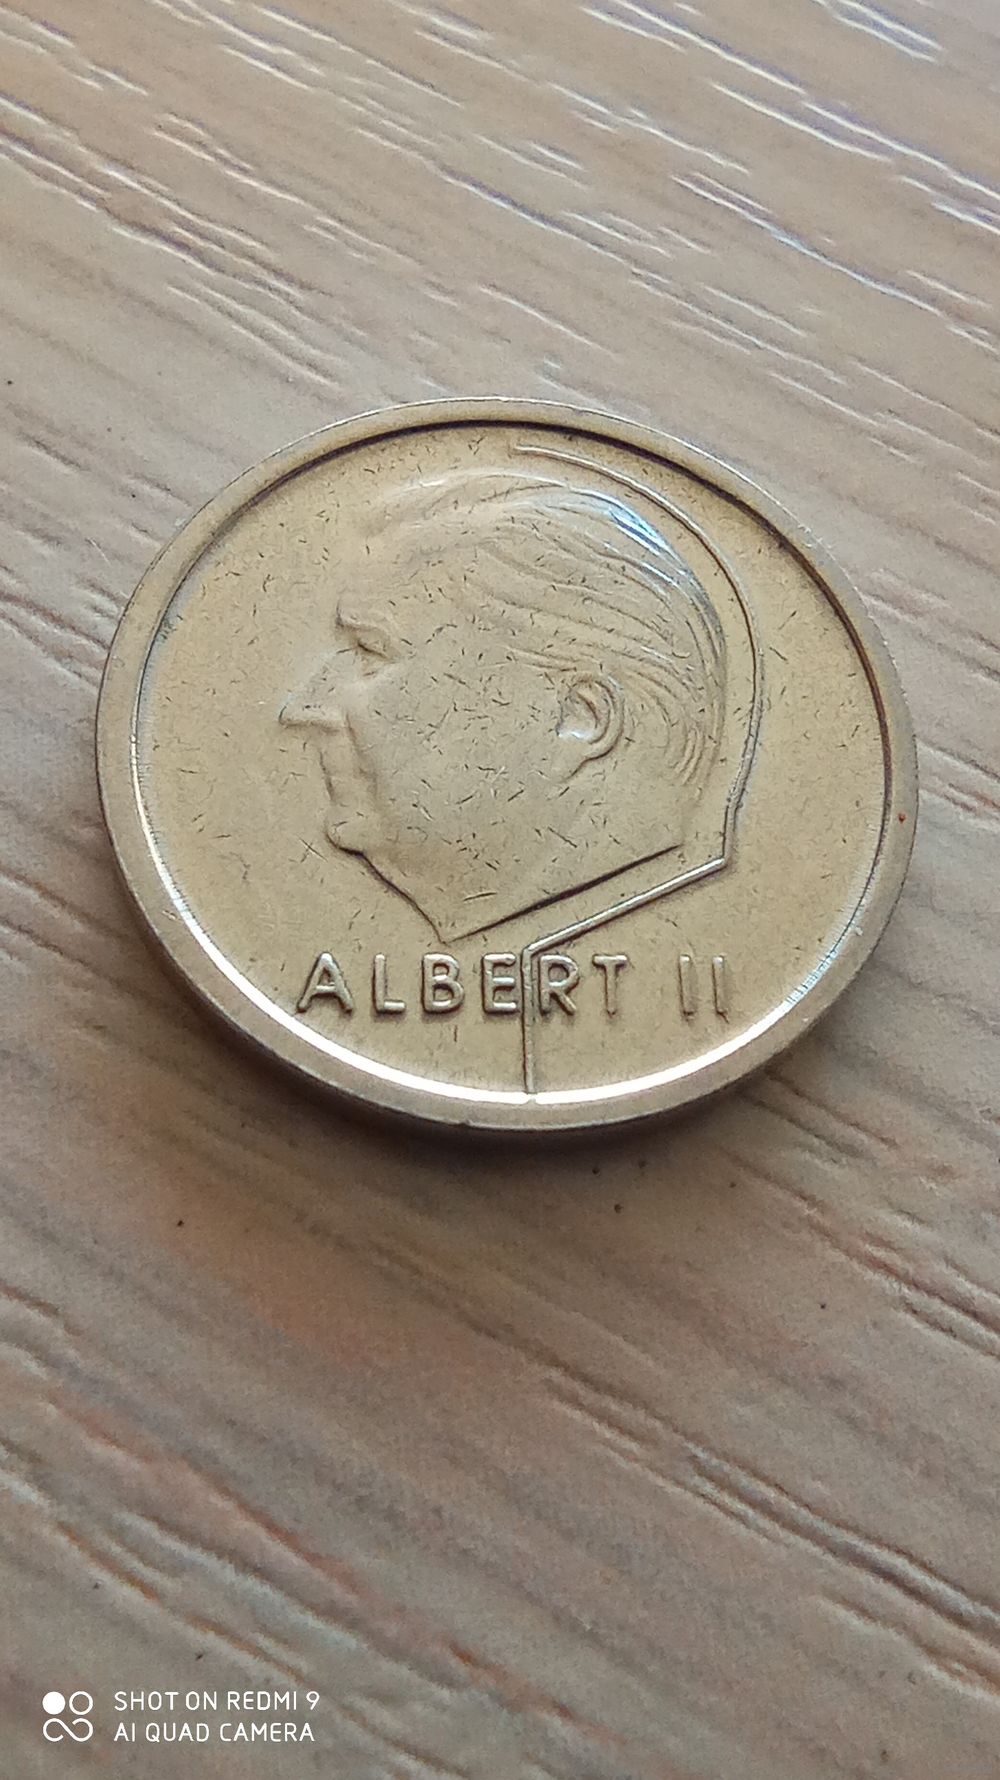 ALBERT II
SHOT ON REDMI 9
AI QUAD CAMERA